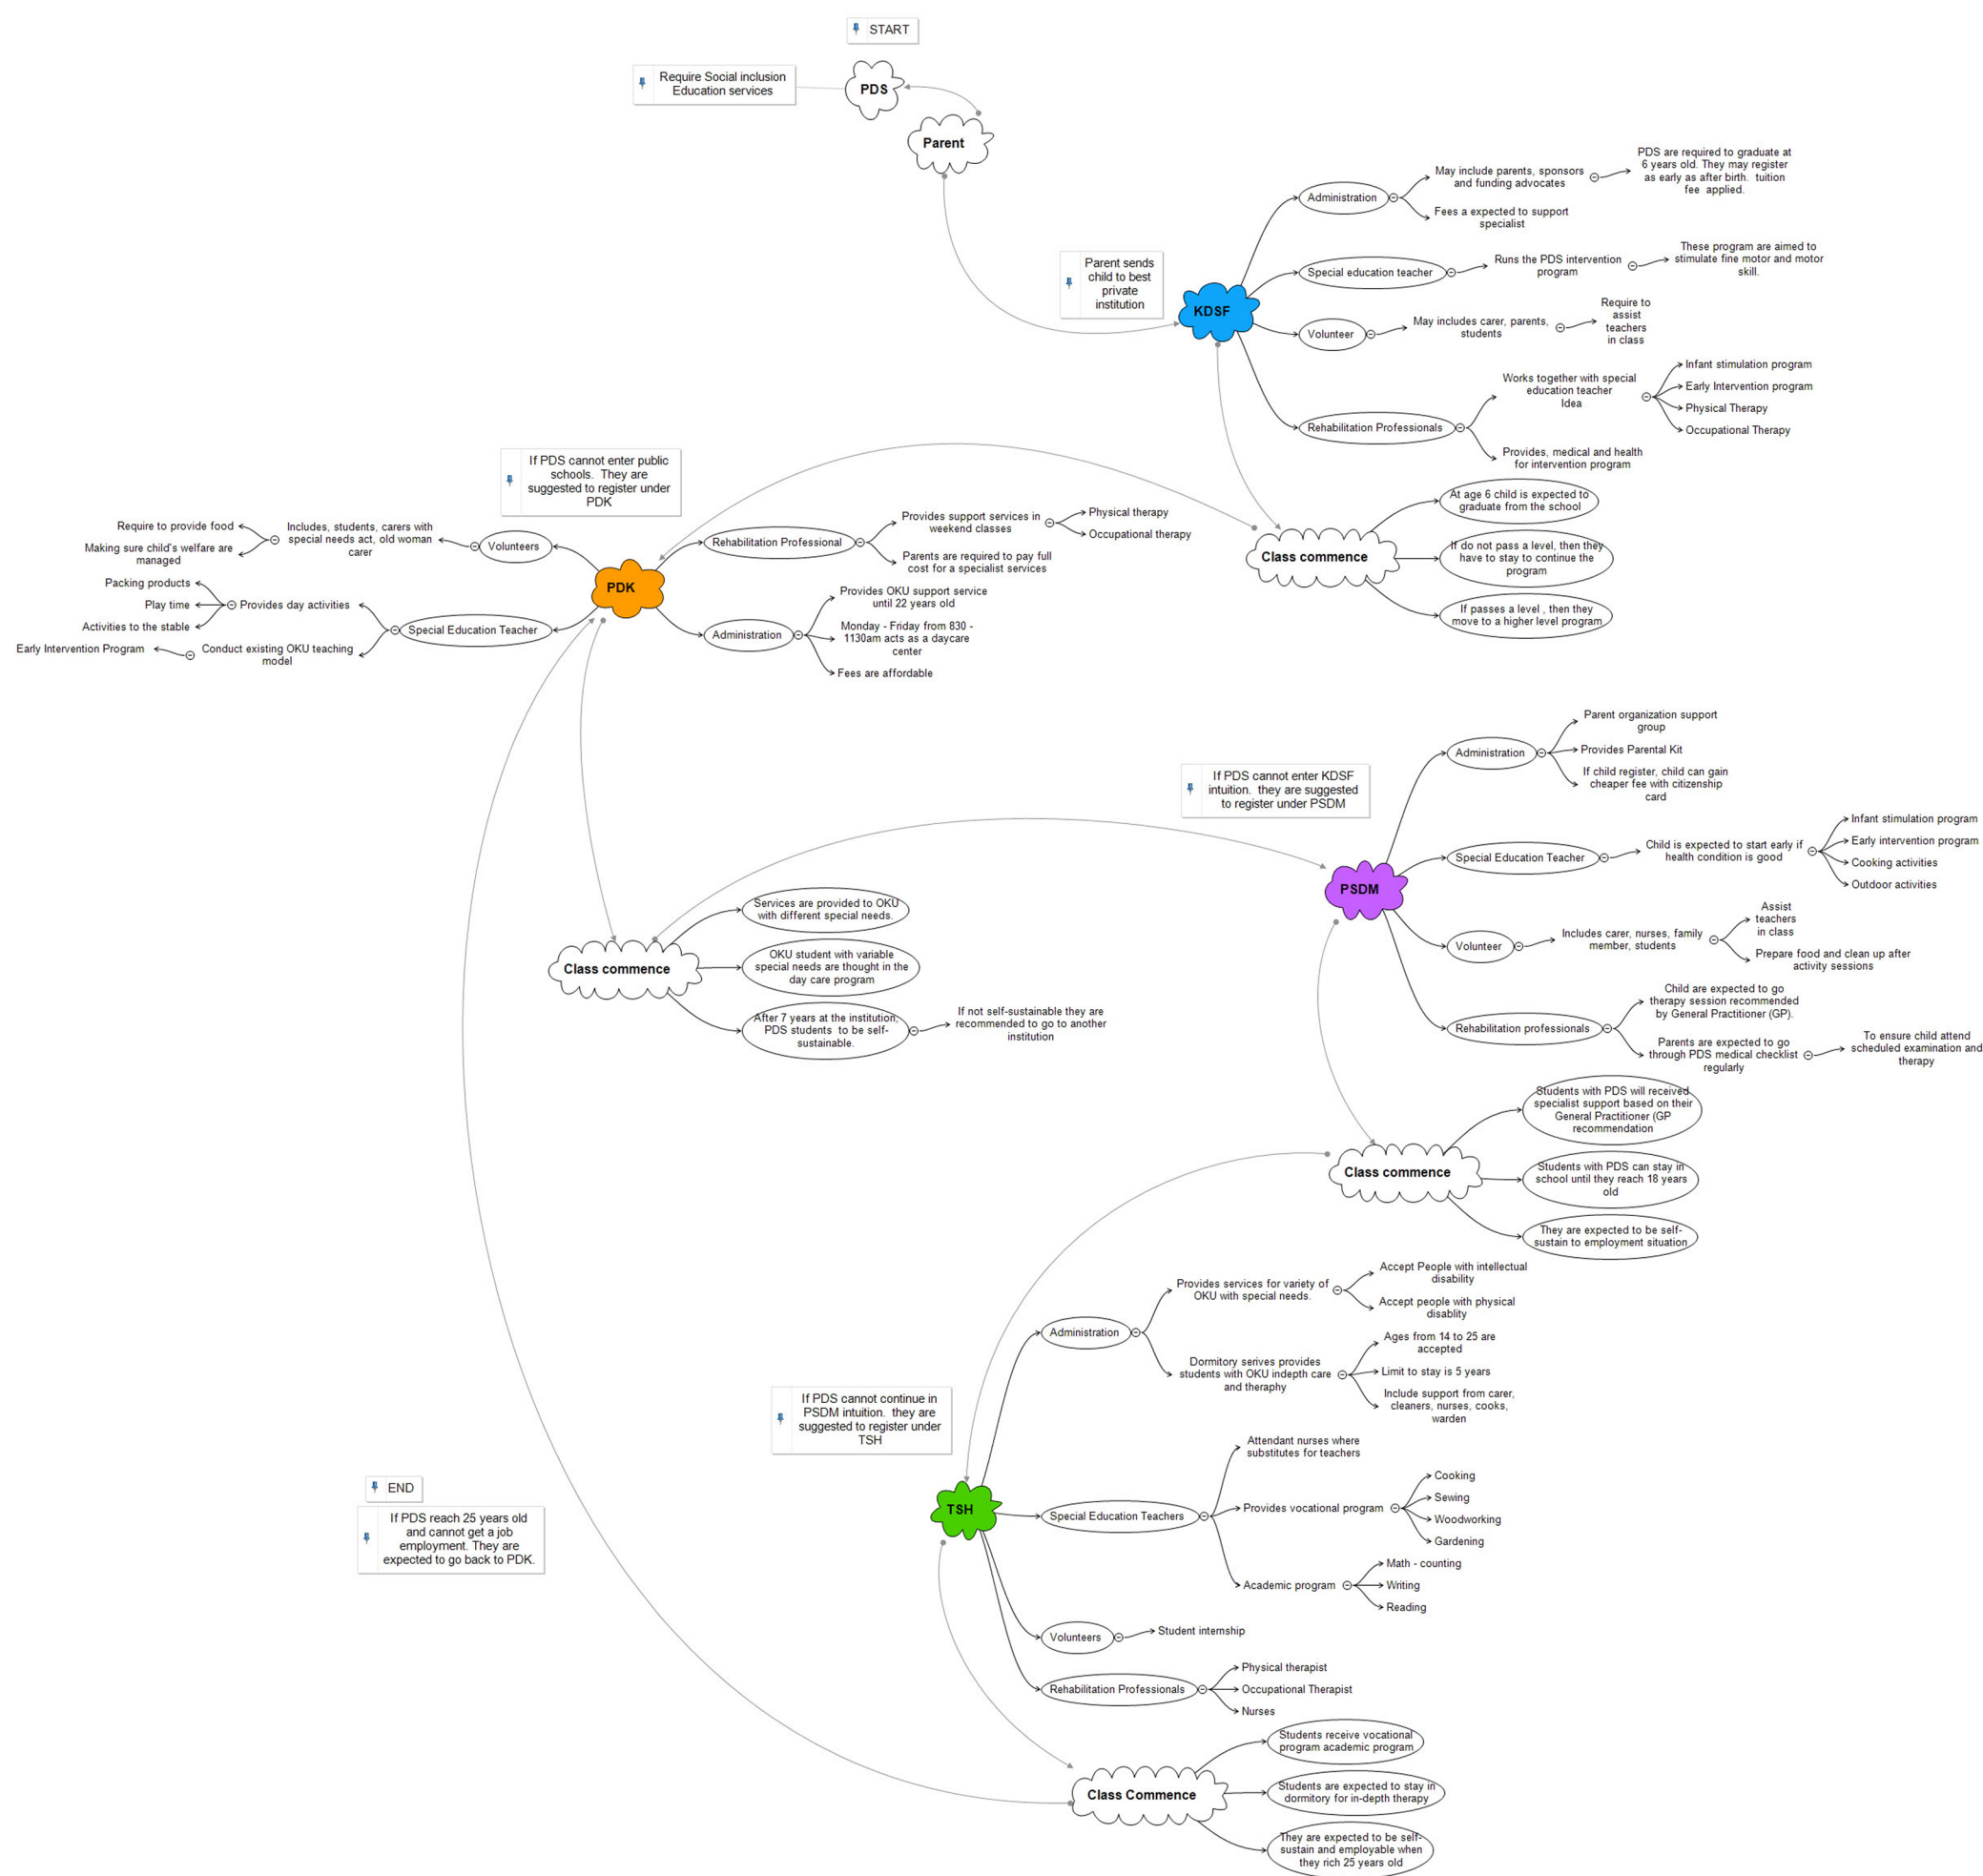 START
Require Social inclusion
Education services
PDS
Parent
Parent sends
child to best
private
institution
KDSF
Administration
May include parents, sponsors
and funding advocates
PDS are required to graduate at
6 years old. They may register
as early as after birth. tuition
fee applied.
Fees a expected to support
specialist
Special education teacher
Runs the PDS intervention
program
These program are aimed to
stimulate fine motor and motor
skill.
Volunteer
May includes carer, parents,
students
Require to
assist
teachers
in class
Rehabilitation Professionals
Works together with special
education teacher
Idea
Infant stimulation program
Early Intervention program
Physical Therapy
Occupational Therapy
Provides, medical and health
for intervention program
Class commence
At age 6 child is expected to
graduate from the school
If do not pass a level, then they
have to stay to continue the
program
If passes a level , then they
move to a higher level program
If PDS cannot enter public
schools. They are
suggested to register under
PDK
PDK
Volunteers
Includes, students, carers with
special needs act, old woman
carer
Require to provide food
Making sure child's welfare are
managed
Special Education Teacher
Provides day activities
Packing products
Play time
Activities to the stable
Conduct existing OKU teaching
model
Early Intervention Program
Rehabilitation Professional
Provides support services in
weekend classes
Physical therapy
Occupational therapy
Parents are required to pay full
cost for a specialist services
Administration
Provides OKU support service
until 22 years old
Monday - Friday from 830 -
1130am acts as a daycare
center
Fees are affordable
Class commence
Services are provided to OKU
with different special needs.
OKU student with variable
special needs are thought in the
day care program
After 7 years at the institution,
PDS students to be self-
sustainable.
If not self-sustainable they are
recommended to go to another
institution
If PDS cannot enter KDSF
intuition. they are suggested
to register under PSDM
PSDM
Administration
Parent organization support
group
Provides Parental Kit
If child register, child can gain
cheaper fee with citizenship
card
Special Education Teacher
Child is expected to start early if
health condition is good
Infant stimulation program
Early intervention program
Cooking activities
Outdoor activities
Volunteer
Includes carer, nurses, family
member, students
Assist
teachers
in class
Prepare food and clean up after
activity sessions
Rehabilitation professionals
Child are expected to go
therapy session recommended
by General Practitioner (GP).
Parents are expected to go
through PDS medical checklist
regularly
To ensure child attend
scheduled examination and
therapy
Class commence
Students with PDS will received
specialist support based on their
General Practitioner (GP
recommendation
Students with PDS can stay in
school until they reach 18 years
old
They are expected to be self-
sustain to employment situation
If PDS cannot continue in
PSDM intuition. they are
suggested to register under
TSH
TSH
Administration
Provides services for variety of
OKU with special needs.
Accept People with intellectual
disability
Accept people with physical
disablity
Dormitory serives provides
students with OKU indepth care
and theraphy
Ages from 14 to 25 are
accepted
Limit to stay is 5 years
Include support from carer,
cleaners, nurses, cooks,
warden
Special Education Teachers
Attendant nurses where
substitutes for teachers
Provides vocational program
Cooking
Sewing
Woodworking
Gardening
Academic program
Math - counting
Writing
Reading
Volunteers
Student internship
Rehabilitation Professionals
Physical therapist
Occupational Therapist
Nurses
Class Commence
Students receive vocational
program academic program
Students are expected to stay in
dormitory for in-depth therapy
They are expected to be self-
sustain and employable when
they rich 25 years old
END
If PDS reach 25 years old
and cannot get a job
employment. They are
expected to go back to PDK.